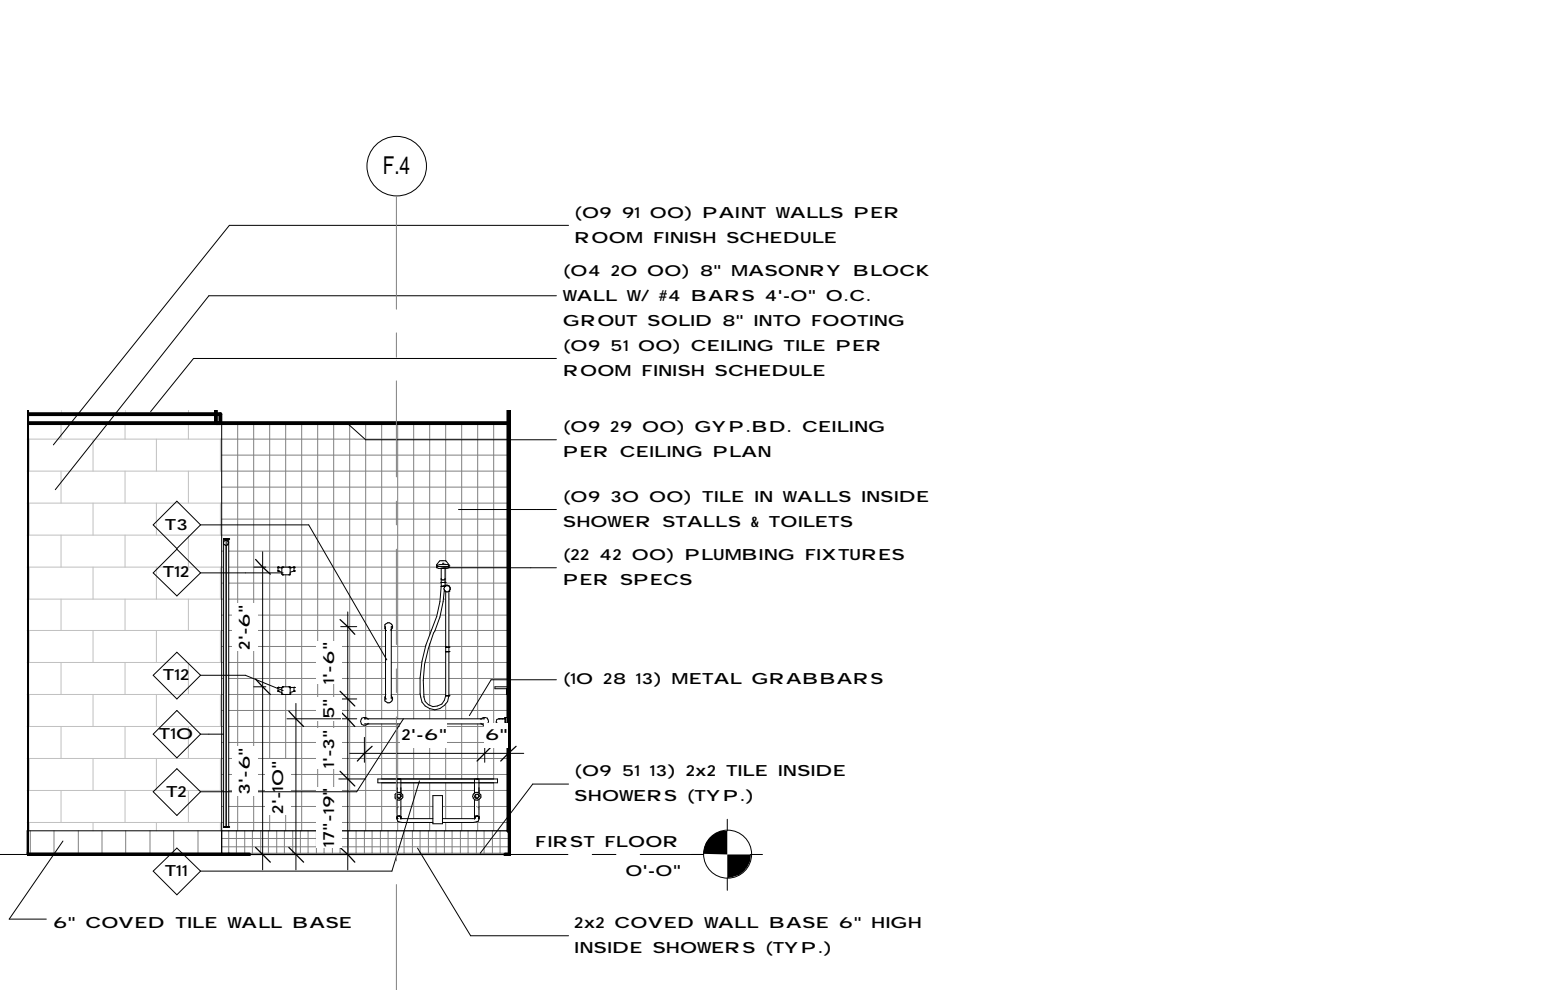 F.4
(09 91 00) PAINT WALLS PER
ROOM FINISH SCHEDULE
(04 20 00) 8" MASONRY BLOCK
WALL W/ #4 BARS 4'-0" O.C.
GROUT SOLID 8" INTO FOOTING
(09 51 00) CEILING TILE PER
ROOM FINISH SCHEDULE
(09 29 00) GYP.BD. CEILING
PER CEILING PLAN
(09 30 00) TILE IN WALLS INSIDE
SHOWER STALLS & TOILETS
T3
(22 42 00) PLUMBING FIXTURES
PER SPECS
T12
2'-6"
1'-6"
T12
(10 28 13) METAL GRABBARS
5"
T10
2'-6"
6"
1'-3"
3'-6"
2'-10"
T2
(09 51 13) 2x2 TILE INSIDE
SHOWERS (TYP.)
17"-19"
FIRST FLOOR
0'-0"
T11
6" COVED TILE WALL BASE
2x2 COVED WALL BASE 6" HIGH
INSIDE SHOWERS (TYP.)